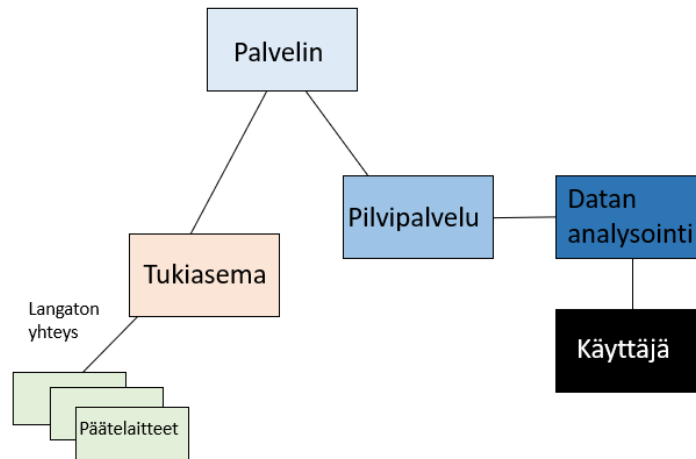 Palvelin
Pilvipalvelu
Datan
analysointi
Tukiasema
Langaton
yhteys
Käyttäjä
Päätelaitteet